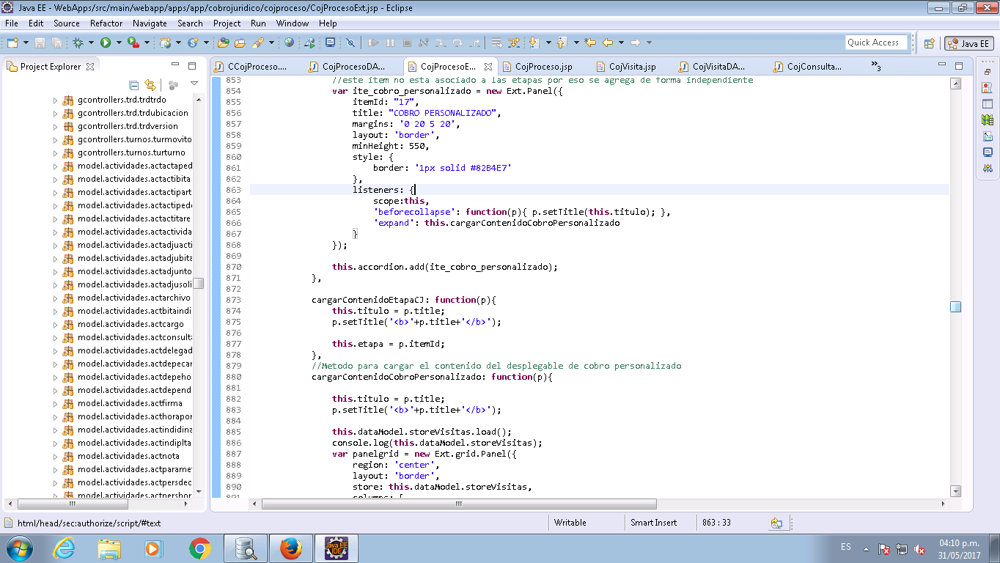 Java EE - WebApps/src/main/webapp/apps/app/cobrojuridico/cojproceso/CojProcesoExt.jsp - Eclipse
File Edit Source Refactor Navigate Search Project Run Window Help
Quick Access
Java EE
Project Explorer
CCojProceso....
CojProcesoDA...
CojProcesoE...
CojProceso.jsp
CojVisita.jsp
CojVisitaDA...
CojConsulta...
»3
gcontrollers.trd.trdtrdo
gcontrollers.trd.trdubicacion
gcontrollers.trd.trdversion
gcontrollers.turnos.turmovito
gcontrollers.turnos.turturno
model.actividades.actactaped
model.actividades.actactibita
model.actividades.actactipart
model.actividades.actactipede
model.actividades.actactitare
model.actividades.actactivida
model.actividades.actadjuacti
model.actividades.actadjubita
model.actividades.actadjunto
model.actividades.actadjusoli
model.actividades.actarchivo
model.actividades.actbitaindi
model.actividades.actcargo
model.actividades.actconsulta
model.actividades.actdelegad
model.actividades.actdepecar
model.actividades.actdepeho
model.actividades.actdepend
model.actividades.actfirma
model.actividades.acthorapor
model.actividades.actindidina
model.actividades.actindiplta
model.actividades.actnota
model.actividades.actparamet
model.actividades.actpersdec
model.actividades.actpershor
853 //este item no esta asociado a las etapas por eso se agrega de forma independiente
854 var ite_cobro_personalizado = new Ext.Panel({
855 itemId: "17",
856 title: "COBRO PERSONALIZADO",
857 margins: '0 20 5 20',
858 layout: 'border',
859 minHeight: 550,
860 style: {
861 border: '1px solid #82B4E7'
862 },
863 listeners: {
864 scope:this,
865 'beforecollapse': function(p){ p.setTitle(this.titulo); },
866 'expand': this.cargarContenidoCobroPersonalizado
867 }
868 });
869
870 this.accordion.add(ite_cobro_personalizado);
871 },
872
873 cargarContenidoEtapaCJ: function(p){
874 this.titulo = p.title;
875 p.setTitle('<b>'+p.title+'</b>');
876
877 this.etapa = p.itemId;
878 },
879 //Metodo para cargar el contenido del desplegable de cobro personalizado
880 cargarContenidoCobroPersonalizado: function(p){
881
882 this.titulo = p.title;
883 p.setTitle('<b>'+p.title+'</b>');
884
885 this.dataModel.storeVisitas.load();
886 console.log(this.dataModel.storeVisitas);
887 var panelgrid = new Ext.grid.Panel({
888 region: 'center',
889 layout: 'border',
890 store: this.dataModel.storeVisitas,
891 columns: [
html/head/sec:authorize/script/#text
Writable
Smart Insert
863 : 33
Java EE IDE
ES
04:10 p.m.
31/05/2017